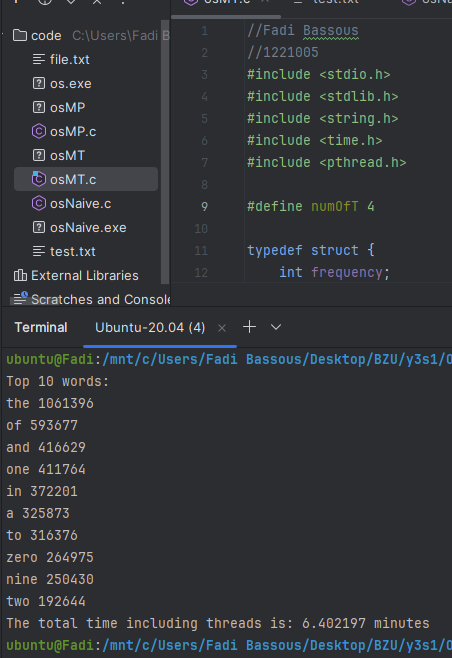 code C:\Users\Fadi B
file.txt
os.exe
osMP
osMP.c
osMT
osMT.c
osNaive.c
osNaive.exe
test.txt
External Libraries
Scratches and Console
osMT.c
test.txt
1 //Fadi Bassous
2 //1221005
3 #include <stdio.h>
4 #include <stdlib.h>
5 #include <string.h>
6 #include <time.h>
7 #include <pthread.h>
8
9 #define numOfT 4
10
11 typedef struct {
12 int frequency;
Terminal Ubuntu-20.04 (4)
ubuntu@Fadi:/mnt/c/Users/Fadi Bassous/Desktop/BZU/y3s1/O
Top 10 words:
the 1061396
of 593677
and 416629
one 411764
in 372201
a 325873
to 316376
zero 264975
nine 250430
two 192644
The total time including threads is: 6.402197 minutes
ubuntu@Fadi:/mnt/c/Users/Fadi Bassous/Desktop/BZU/y3s1/O